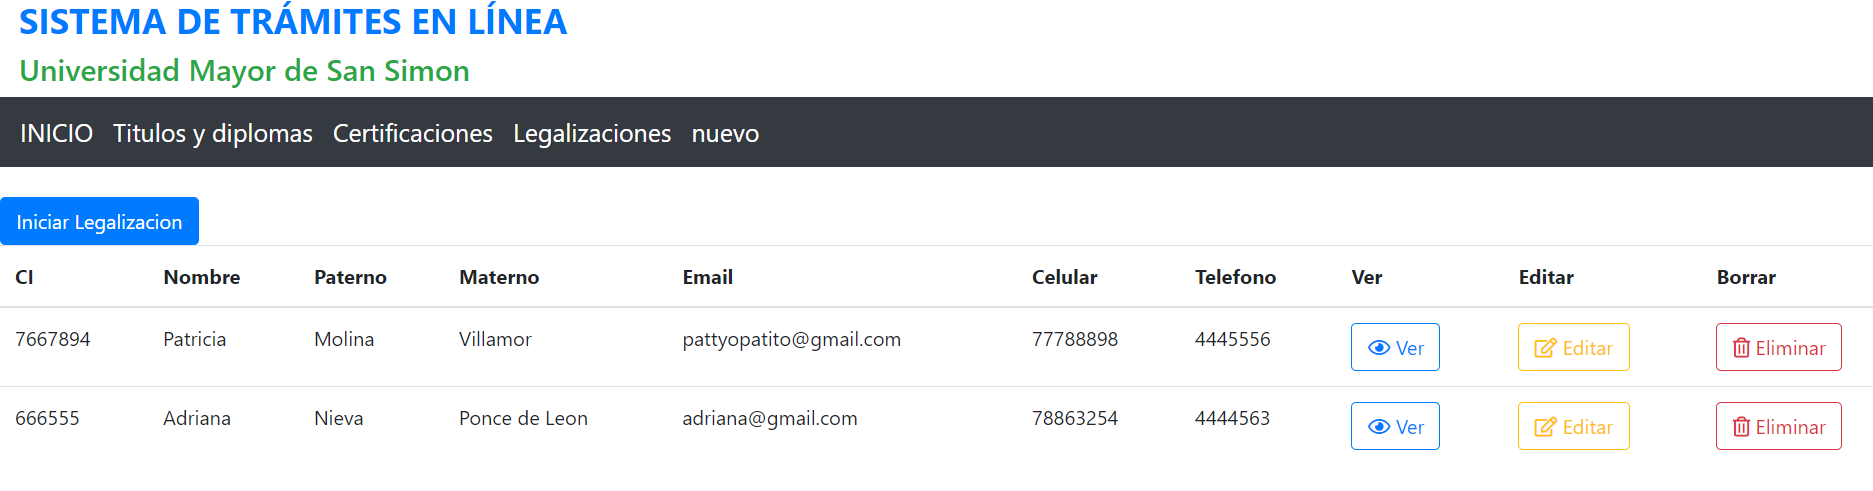 SISTEMA DE TRÁMITES EN LÍNEA
Universidad Mayor de San Simon
INICIO Titulos y diplomas Certificaciones Legalizaciones nuevo
Iniciar Legalizacion
CI Nombre Paterno Materno Email Celular Telefono Ver Editar Borrar
7667894 Patricia Molina Villamor pattyopatito@gmail.com 77788898 4445556 Ver Editar Eliminar
666555 Adriana Nieva Ponce de Leon adriana@gmail.com 78863254 4444563 Ver Editar Eliminar